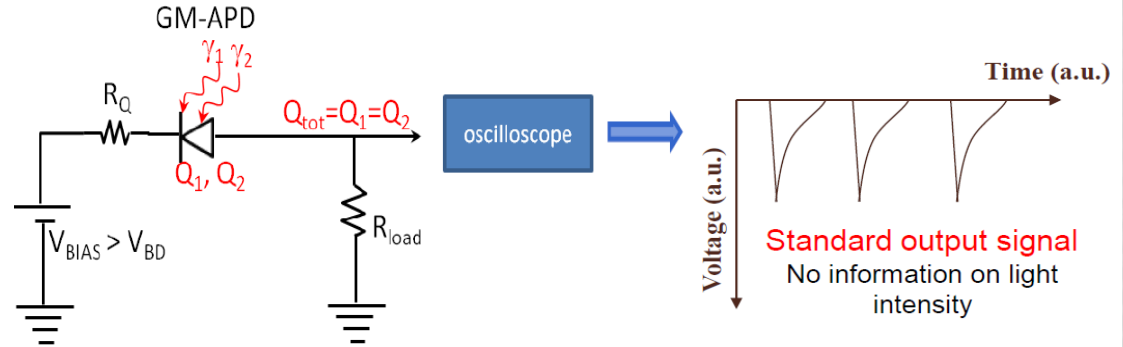 GM-APD
γ1 γ2
RQ
Qtot=Q1=Q2
Q1, Q2
VBIAS > VBD
Rload
oscilloscope
Time (a.u.)
Voltage (a.u.)
Standard output signal
No information on light
intensity